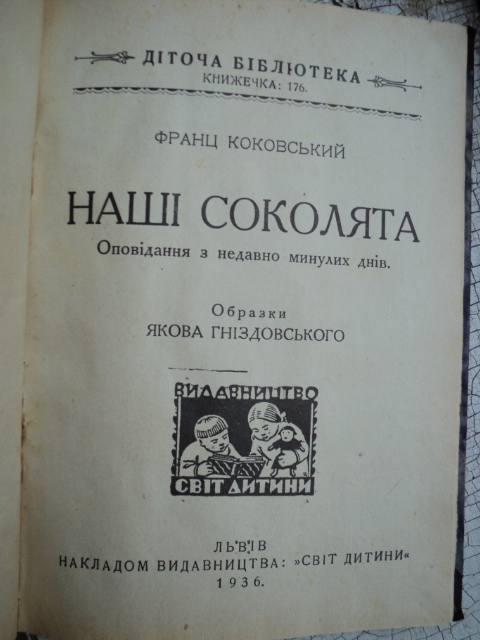 ДІТОЧА БІБЛІОТЕКА
КНИЖЕЧКА: 176.
ФРАНЦ КОКОВСЬКИЙ
НАШІ СОКОЛЯТА
Оповідання з недавно минулих днів.
Образки
ЯКОВА ГНІЗДОВСЬКОГО
ВИДАВНИЦТВО
СВІТ ДИТИНИ
ЛЬВІВ
НАКЛАДОМ ВИДАВНИЦТВА: »СВІТ ДИТИНИ«
1936.